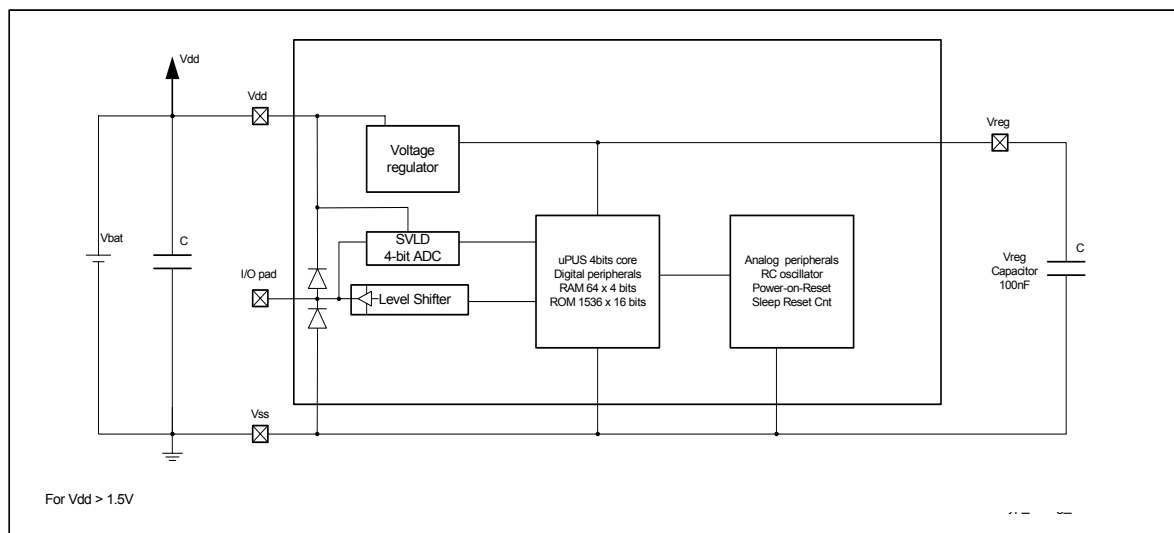 Vdd
Vdd
Voltage
regulator
Vreg
Vbat
C
SVLD
4-bit ADC
I/O pad
Level Shifter
uPUS 4bits core
Digital peripherals
RAM 64 x 4 bits
ROM 1536 x 16 bits
Analog peripherals
RC oscillator
Power-on-Reset
Sleep Reset Cnt
C
Vreg
Capacitor
100nF
Vss
For Vdd > 1.5V